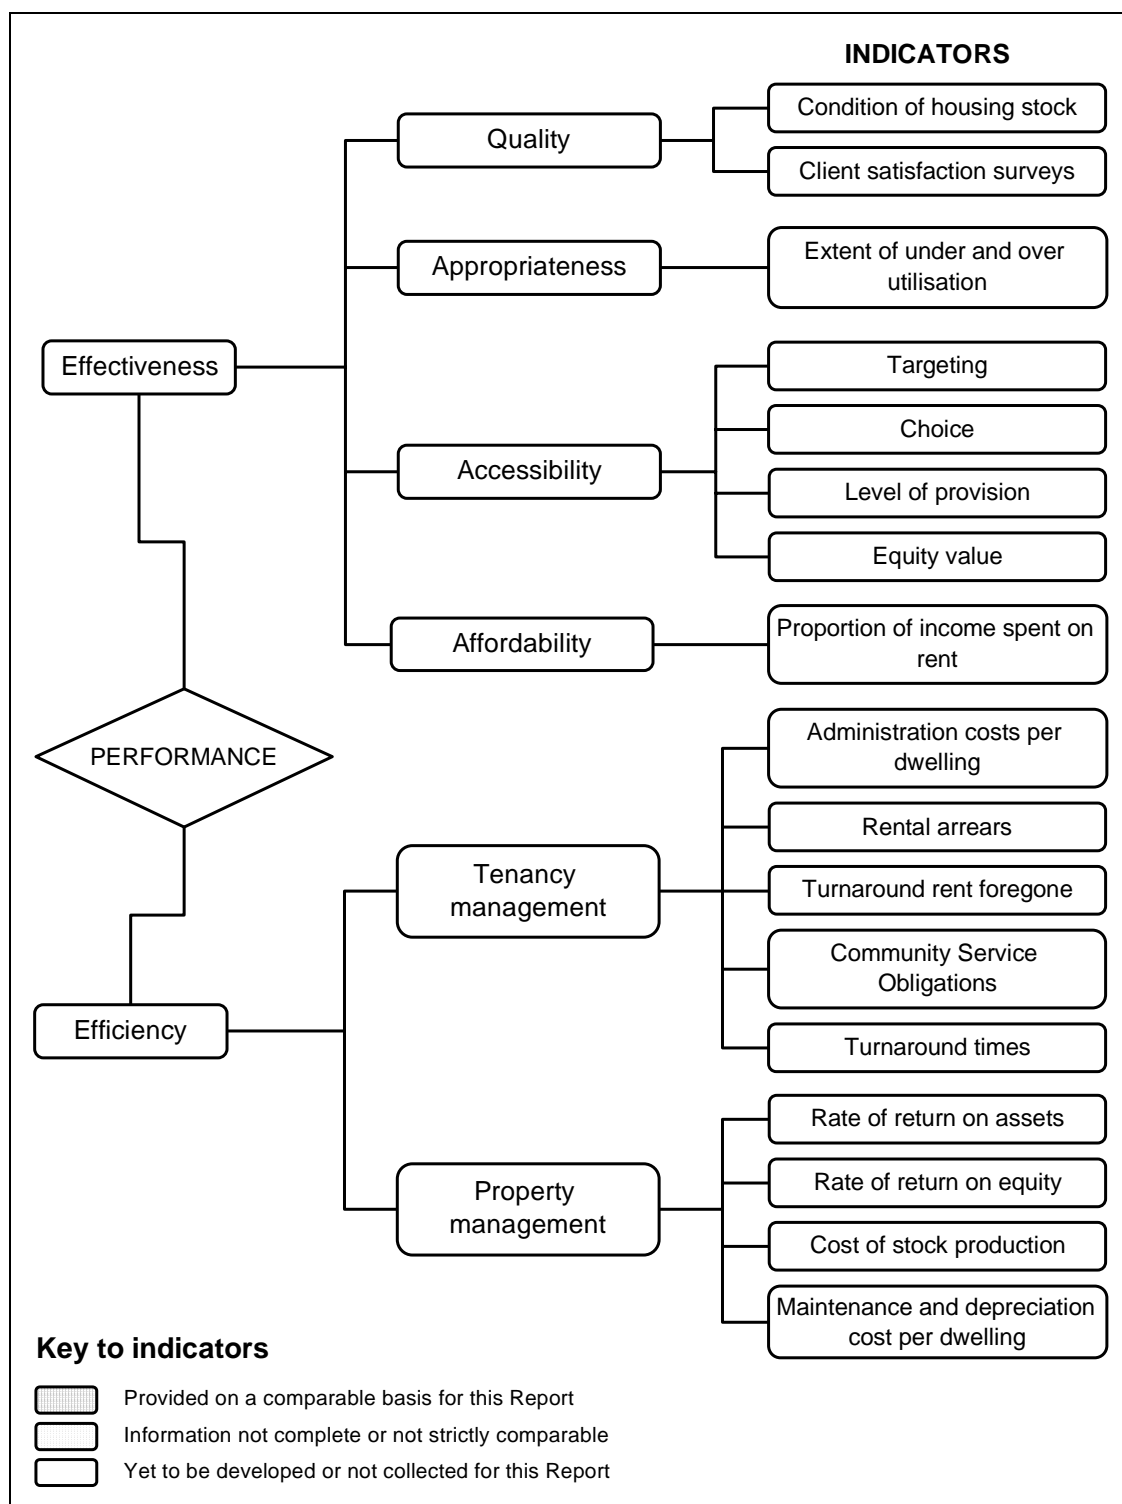 INDICATORS
Quality
Condition of housing stock
Client satisfaction surveys
Appropriateness
Extent of under and over
utilisation
Effectiveness
Accessibility
Targeting
Choice
Level of provision
Equity value
Affordability
Proportion of income spent on
rent
PERFORMANCE
Efficiency
Tenancy
management
Administration costs per
dwelling
Rental arrears
Turnaround rent foregone
Community Service
Obligations
Turnaround times
Property
management
Rate of return on assets
Rate of return on equity
Cost of stock production
Maintenance and depreciation
cost per dwelling
Key to indicators
Provided on a comparable basis for this Report
Information not complete or not strictly comparable
Yet to be developed or not collected for this Report